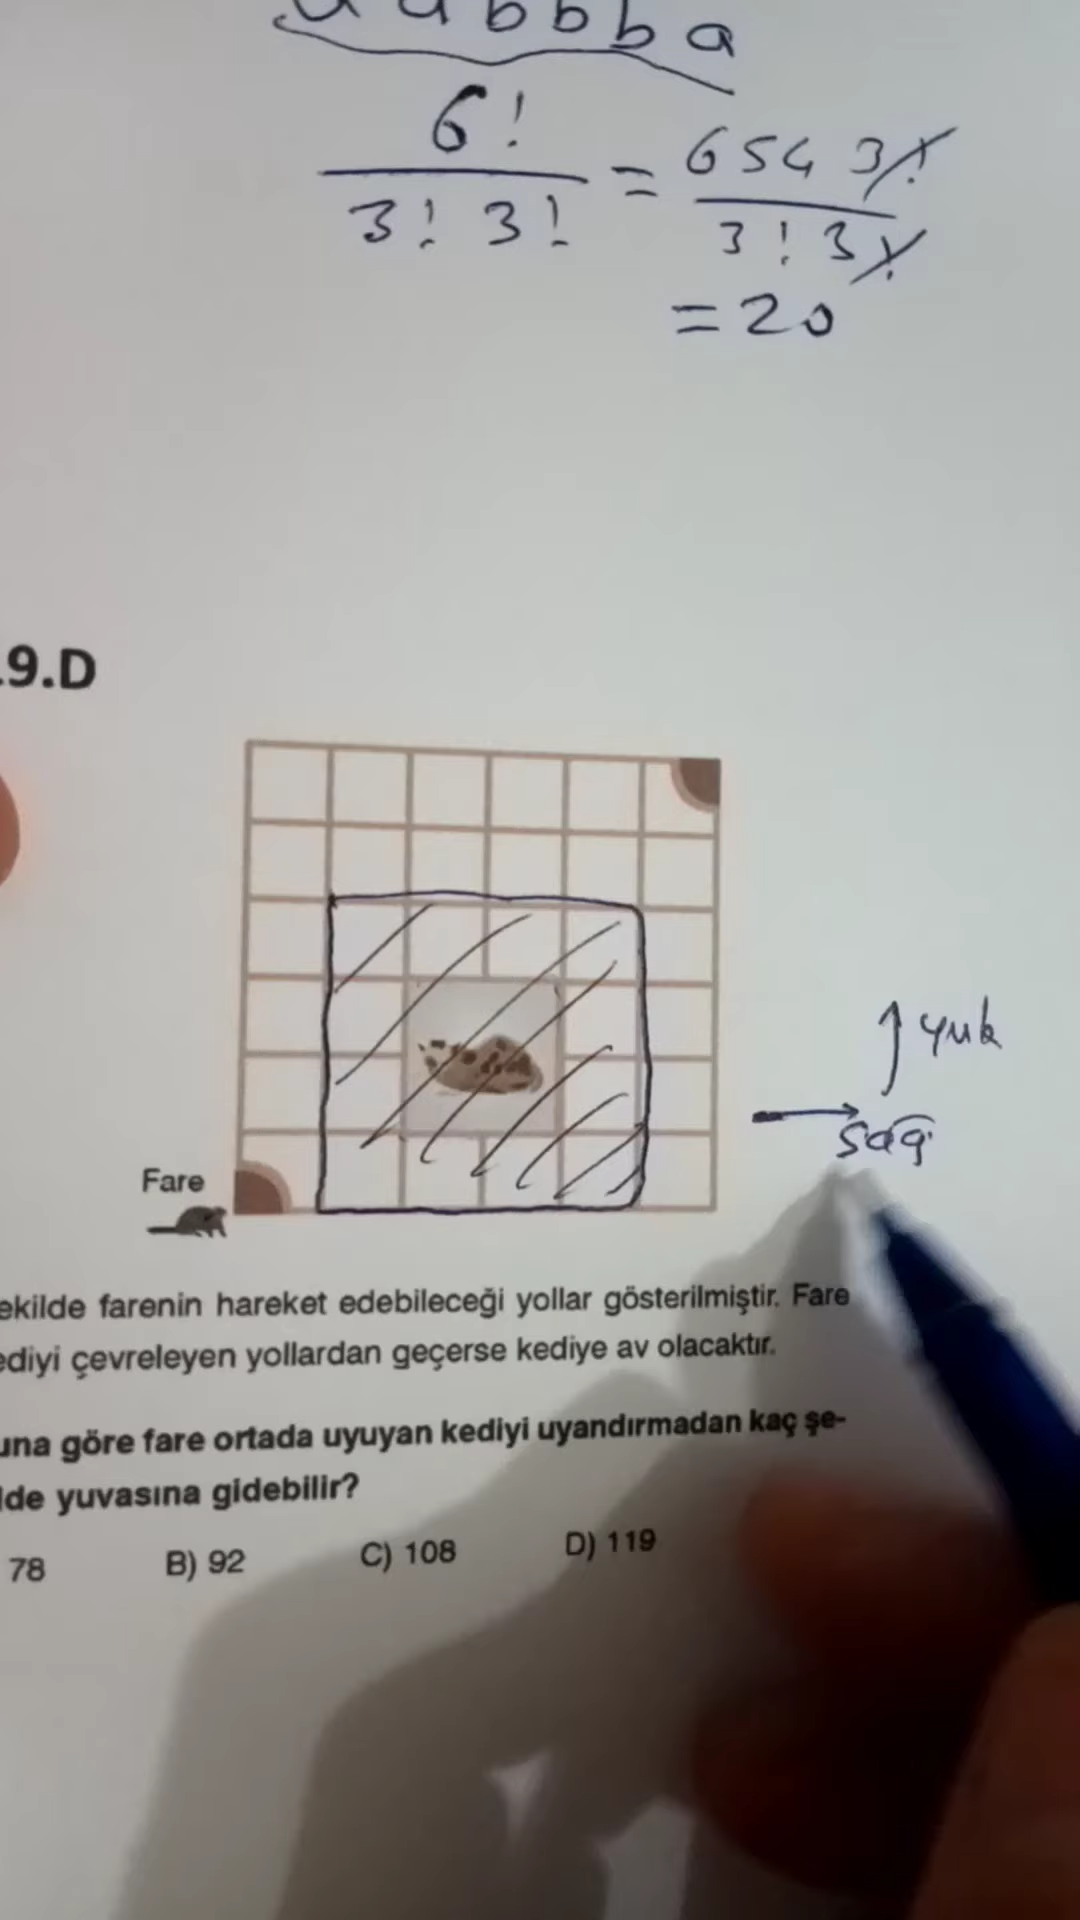 b b b a
6! / 3! 3! = 6 5 4 3! / 3! 3!
= 20
9.D
yuk
sağ
Fare
ekilde farenin hareket edebileceği yollar gösterilmiştir. Fare
ediyi çevreleyen yollardan geçerse kediye av olacaktır.
una göre fare ortada uyuyan kediyi uyandırmadan kaç şe-
lde yuvasına gidebilir?
78 B) 92 C) 108 D) 119